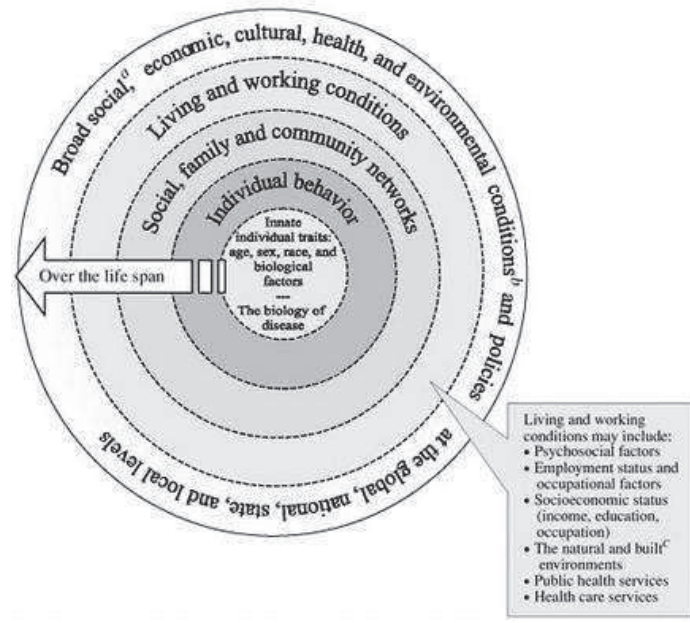 Broad social,ᵃ economic, cultural, health, and environmental conditionsᵇ and policies
at the global, national, state, and local levels
Living and working conditions
Social, family and community networks
Individual behavior
Innate
individual traits:
age, sex, race, and
biological
factors
---
The biology of
disease
Over the life span
Living and working
conditions may include:
• Psychosocial factors
• Employment status and
occupational factors
• Socioeconomic status
(income, education,
occupation)
• The natural and builtᶜ
environments
• Public health services
• Health care services